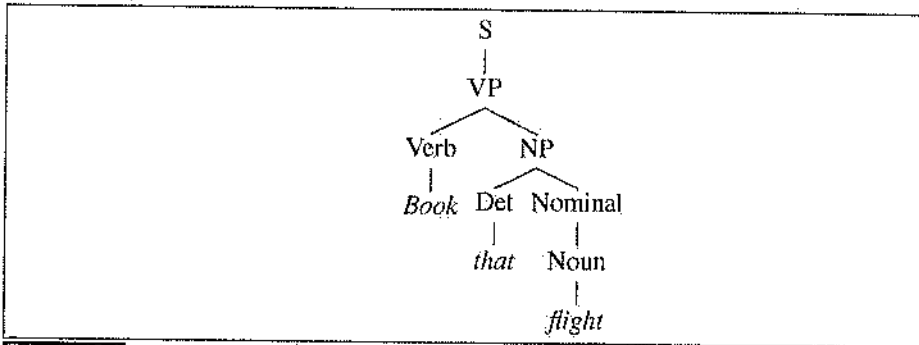 S
VP
Verb NP
Book Det Nominal
that Noun
flight